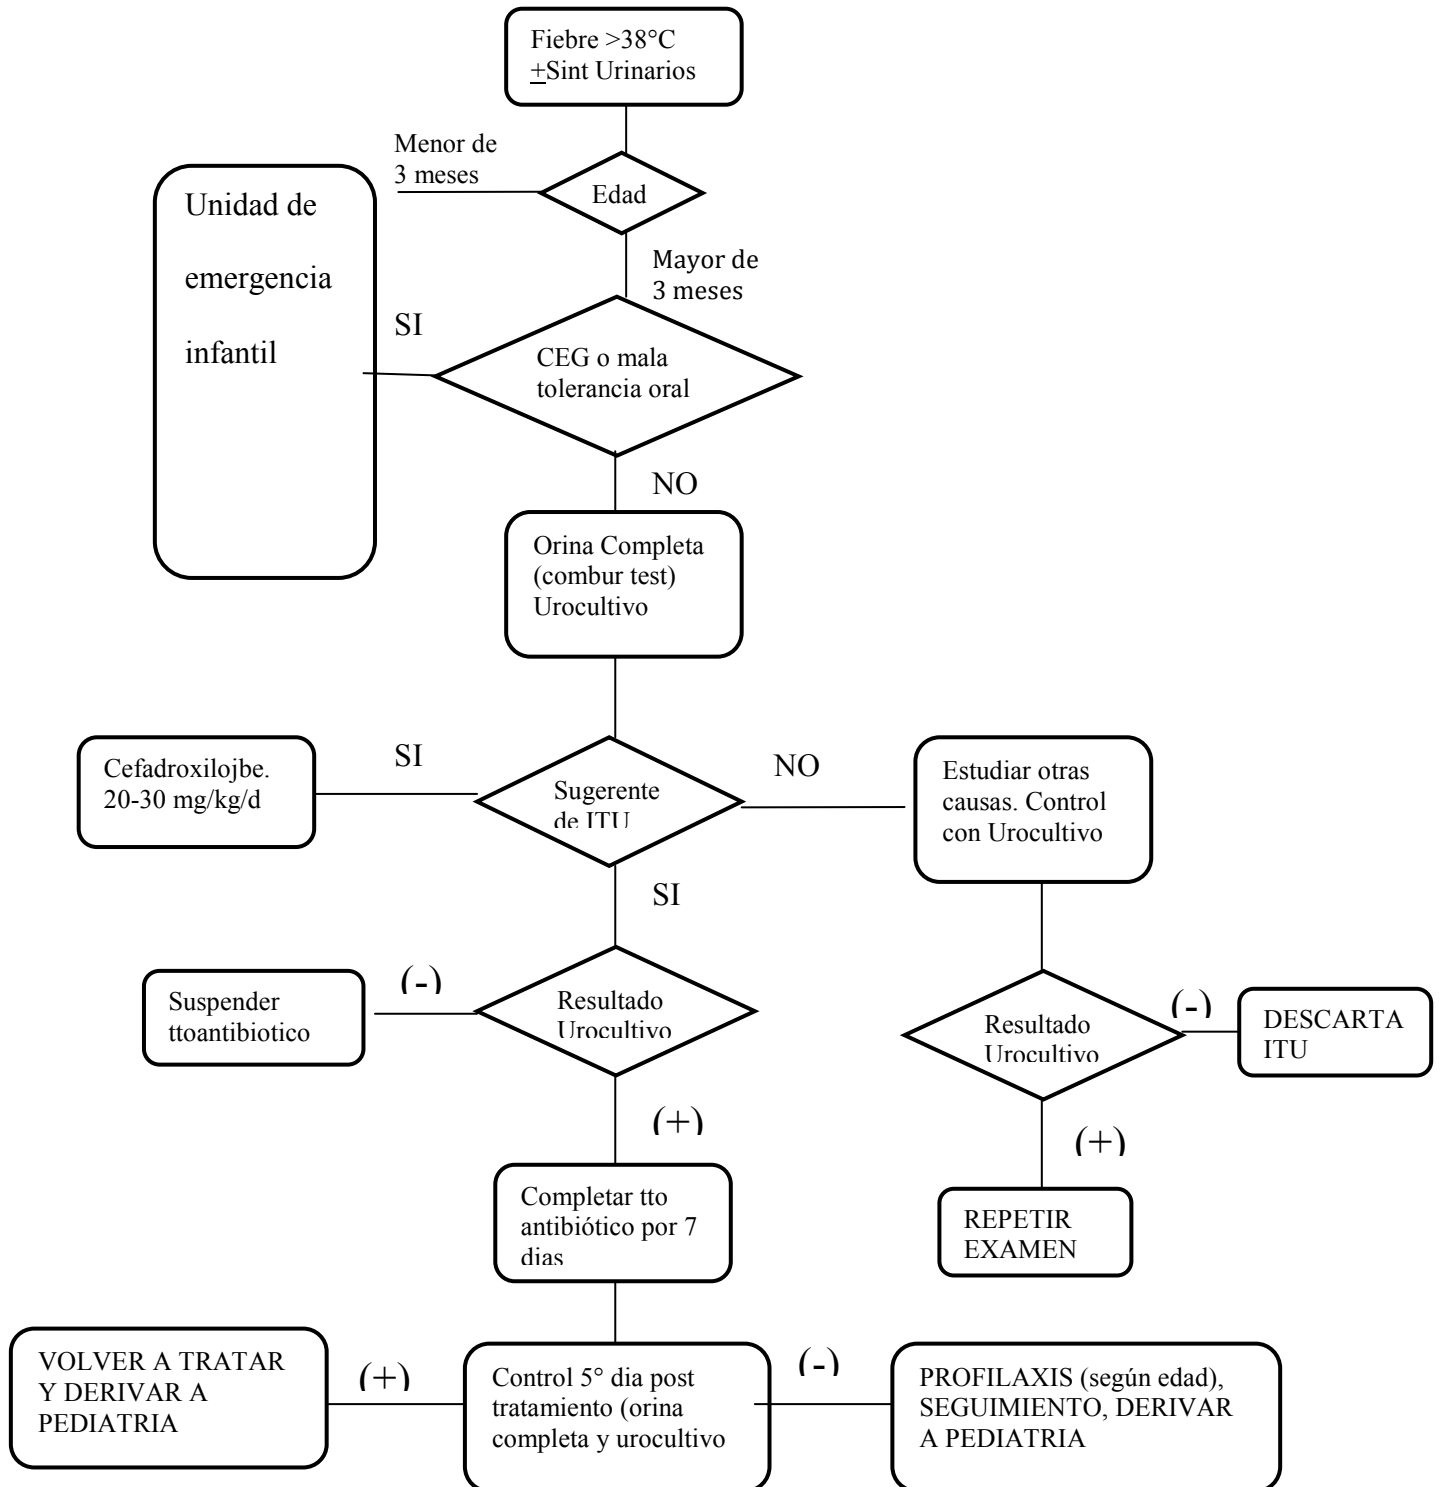 Fiebre >38°C
+Sint Urinarios
Menor de
3 meses
Edad
Unidad de
emergencia
infantil
Mayor de
3 meses
SI
CEG o mala
tolerancia oral
NO
Orina Completa
(combur test)
Urocultivo
Cefadroxilojbe.
20-30 mg/kg/d
SI
Sugerente
de ITU
NO
Estudiar otras
causas. Control
con Urocultivo
SI
Suspender
ttoantibiotico
(-)
Resultado
Urocultivo
Resultado
Urocultivo
(-)
DESCARTA
ITU
(+)
(+)
Completar tto
antibiótico por 7
dias
REPETIR
EXAMEN
VOLVER A TRATAR
Y DERIVAR A
PEDIATRIA
(+)
Control 5° dia post
tratamiento (orina
completa y urocultivo
(-)
PROFILAXIS (según edad),
SEGUIMIENTO, DERIVAR
A PEDIATRIA